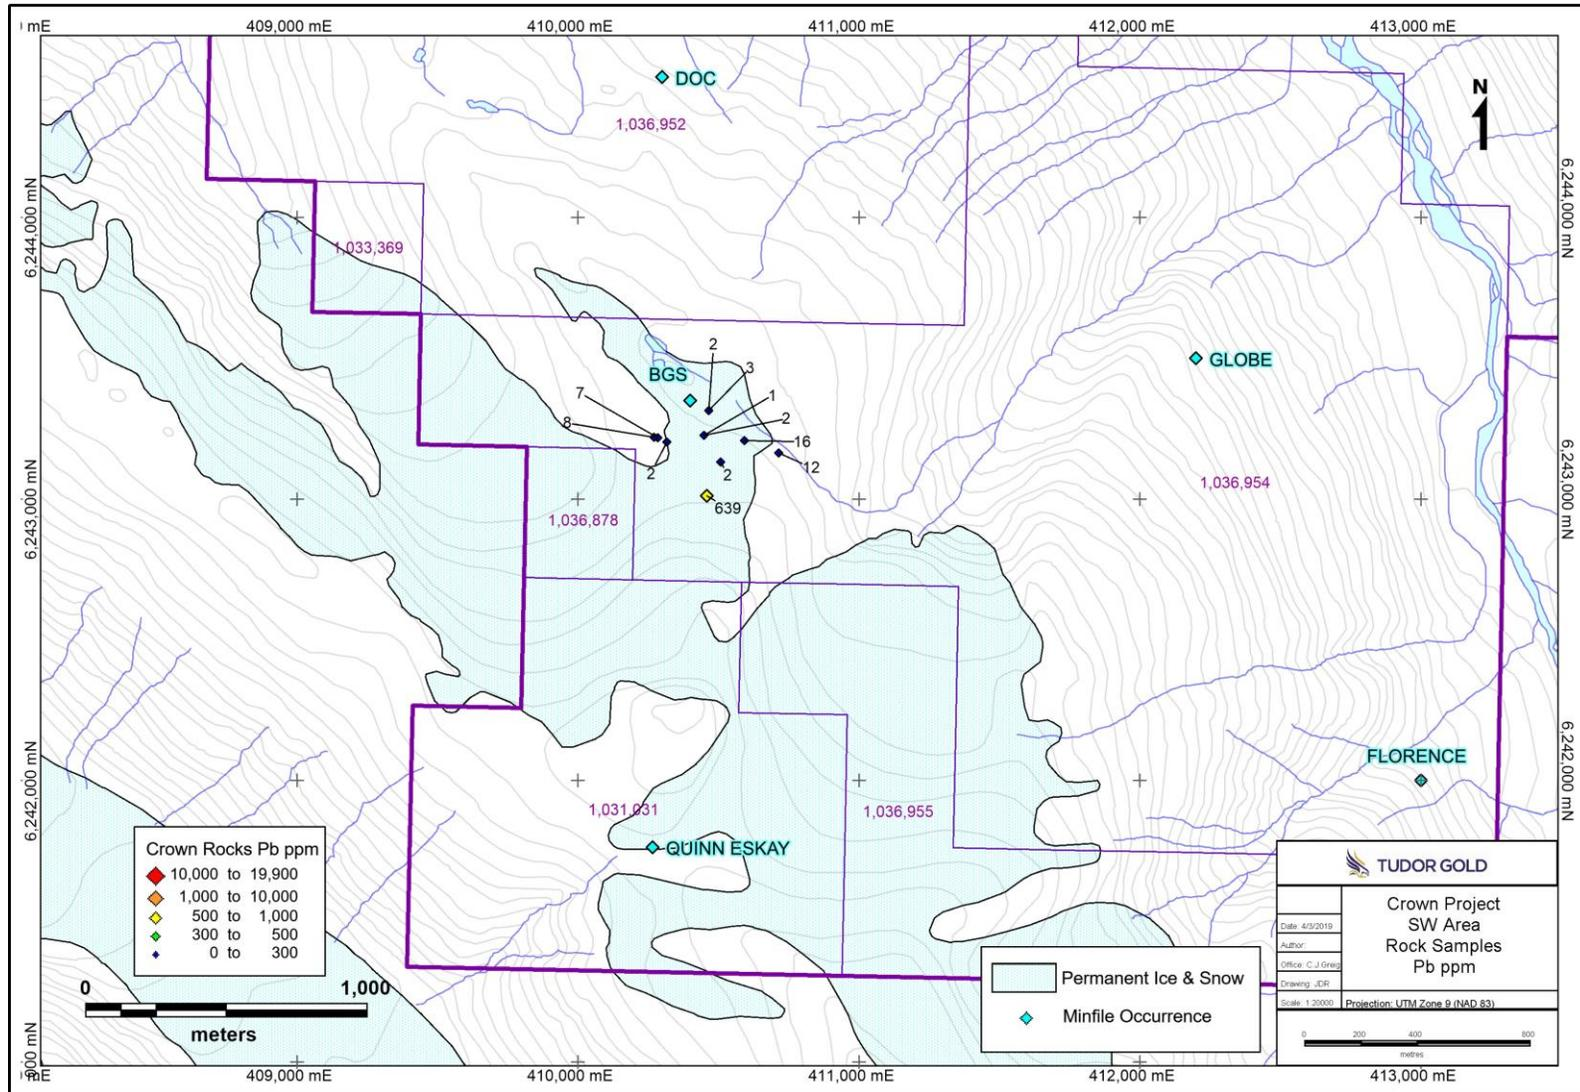 mE
409,000 mE
410,000 mE
411,000 mE
412,000 mE
413,000 mE
DOC
N
1,036,952
6,244,000 mN
6,244,000 mN
1,033,369
2
BGS
3
GLOBE
7
1
8
2
16
2
2
12
6,243,000 mN
1,036,954
6,243,000 mN
639
1,036,878
FLORENCE
6,242,000 mN
6,242,000 mN
1,031,031
1,036,955
QUINN ESKAY
Crown Rocks Pb ppm
10,000 to 19,900
1,000 to 10,000
500 to 1,000
300 to 500
0 to 300
0 1,000
meters
Permanent Ice & Snow
Minfile Occurrence
TUDOR GOLD
Crown Project
SW Area
Rock Samples
Pb ppm
Date: 4/3/2019
Author:
Office: C.J.Greig
Drawing: JDR
Scale: 1:20000
Projection: UTM Zone 9 (NAD 83)
0 200 400 800
metres
mE
409,000 mE
410,000 mE
411,000 mE
412,000 mE
413,000 mE